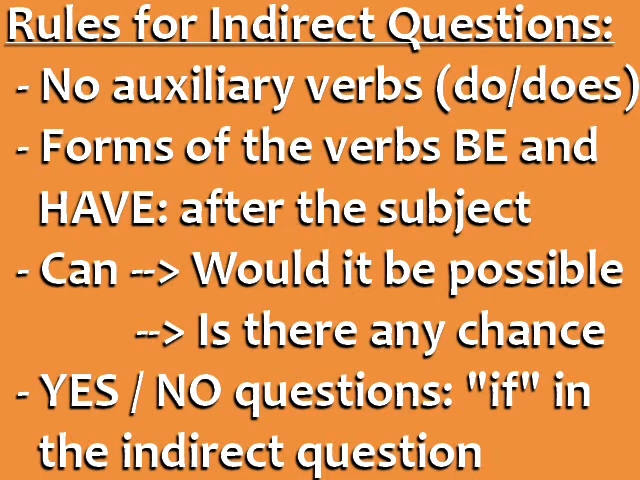 Rules for Indirect Questions:
- No auxiliary verbs (do/does)
- Forms of the verbs BE and
HAVE: after the subject
- Can --> Would it be possible
--> Is there any chance
- YES / NO questions: "if" in
the indirect question